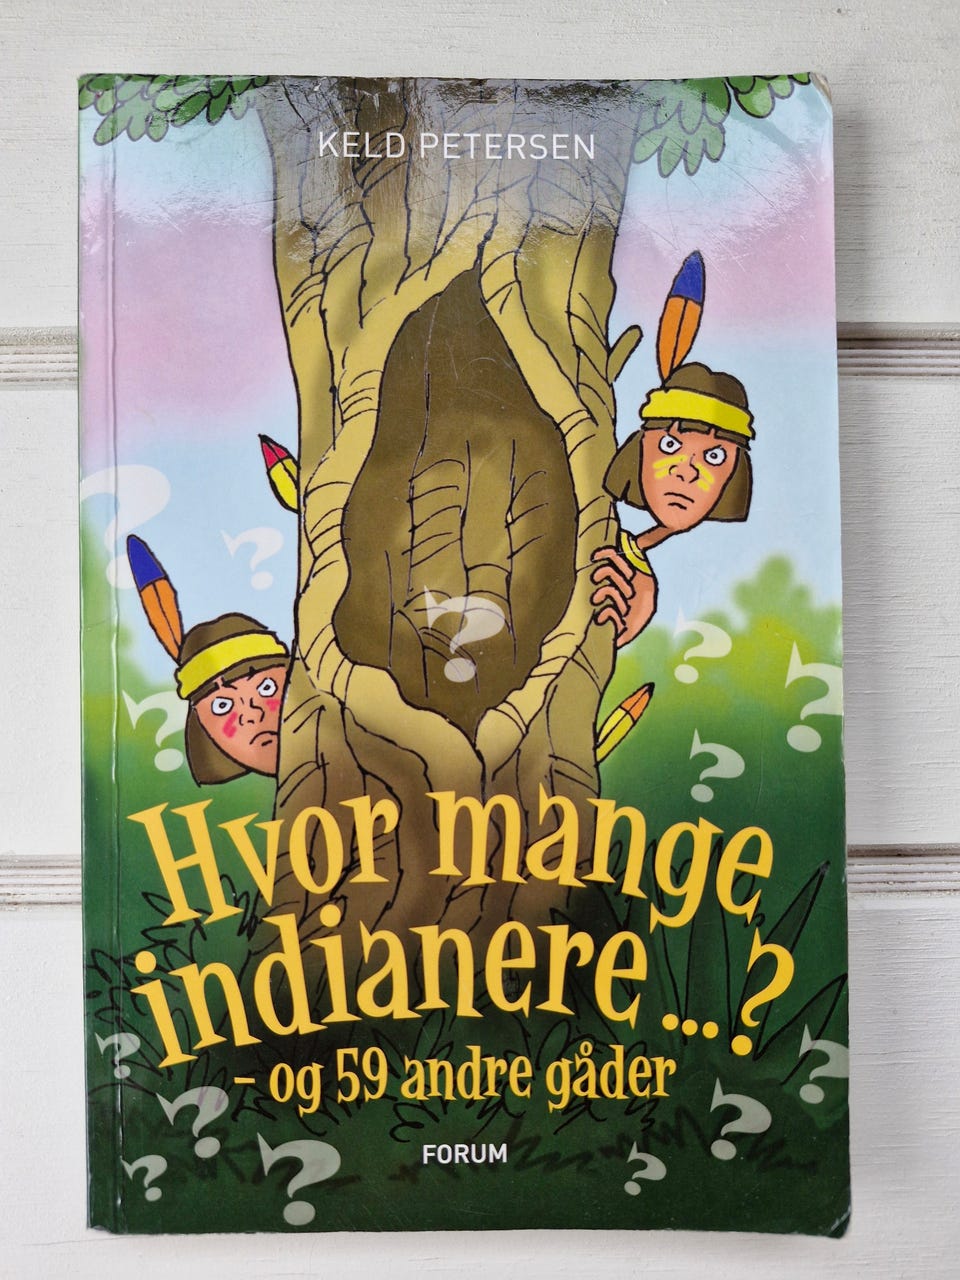 KELD PETERSEN
Hvor mange
indianere ...?
- og 59 andre gåder
FORUM